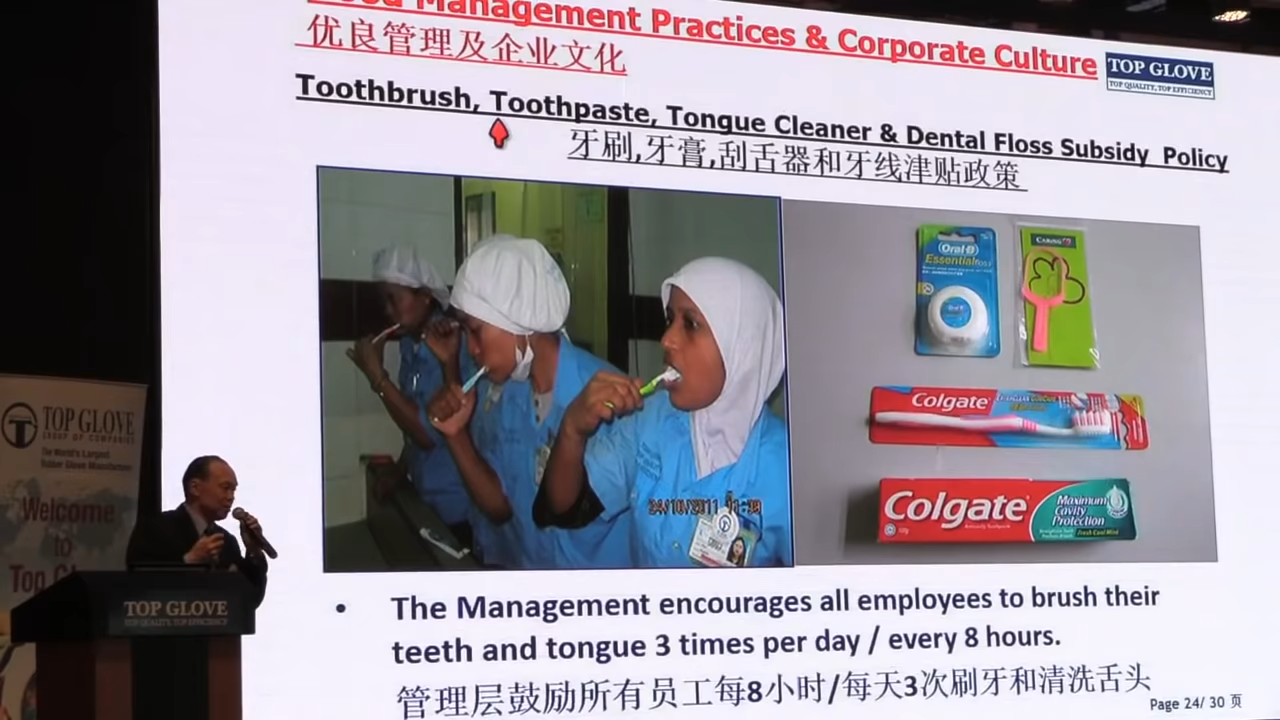 Management Practices & Corporate Culture
优良管理及企业文化
TOP GLOVE
TOP QUALITY, TOP EFFICIENCY
Toothbrush, Toothpaste, Tongue Cleaner & Dental Floss Subsidy Policy
牙刷,牙膏,刮舌器和牙线津贴政策
Oral-B
Essential
Oral-B
CARING
Colgate
24/10/2011
Colgate
Maximum
Cavity
Protection
Fresh Cool Mint
• The Management encourages all employees to brush their
teeth and tongue 3 times per day / every 8 hours.
管理层鼓励所有员工每8小时/每天3次刷牙和清洗舌头
Page 24/ 30 页
TOP GLOVE
GROUP OF COMPANIES
The World's Largest
Rubber Glove Manufacturer
Welcome
to
Top
TOP GLOVE
TOP QUALITY, TOP EFFICIENCY